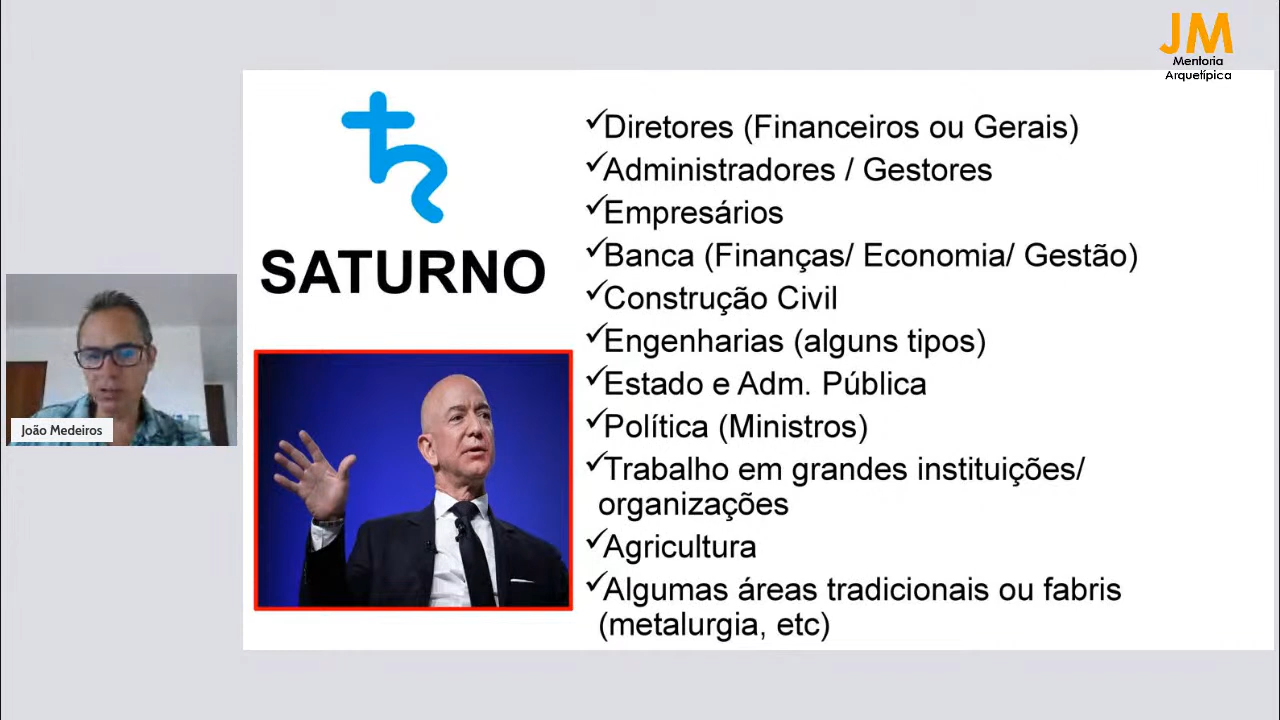 JM
Mentoria
Arquetípica
SATURNO
✓Diretores (Financeiros ou Gerais)
✓Administradores / Gestores
✓Empresários
✓Banca (Finanças/ Economia/ Gestão)
✓Construção Civil
✓Engenharias (alguns tipos)
✓Estado e Adm. Pública
✓Política (Ministros)
✓Trabalho em grandes instituições/
organizações
✓Agricultura
✓Algumas áreas tradicionais ou fabris
(metalurgia, etc)
João Medeiros